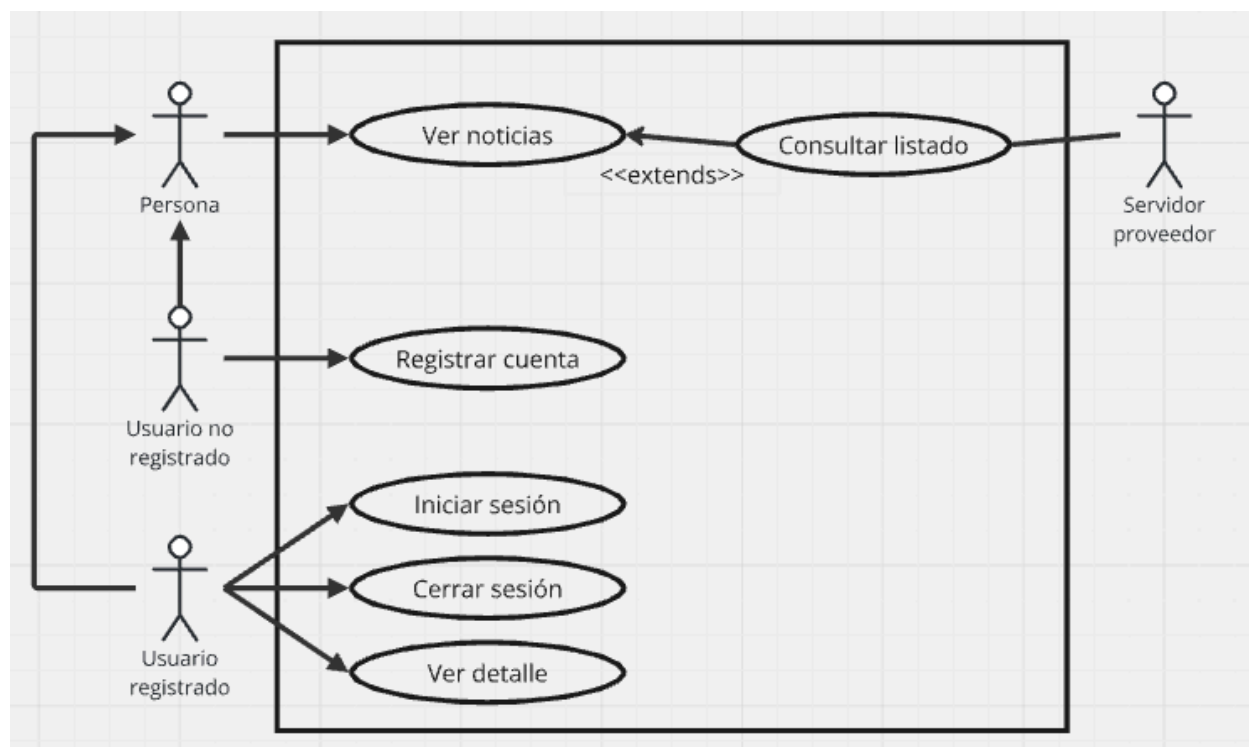 Ver noticias
Consultar listado
<<extends>>
Persona
Servidor
proveedor
Registrar cuenta
Usuario no
registrado
Iniciar sesión
Cerrar sesión
Ver detalle
Usuario
registrado